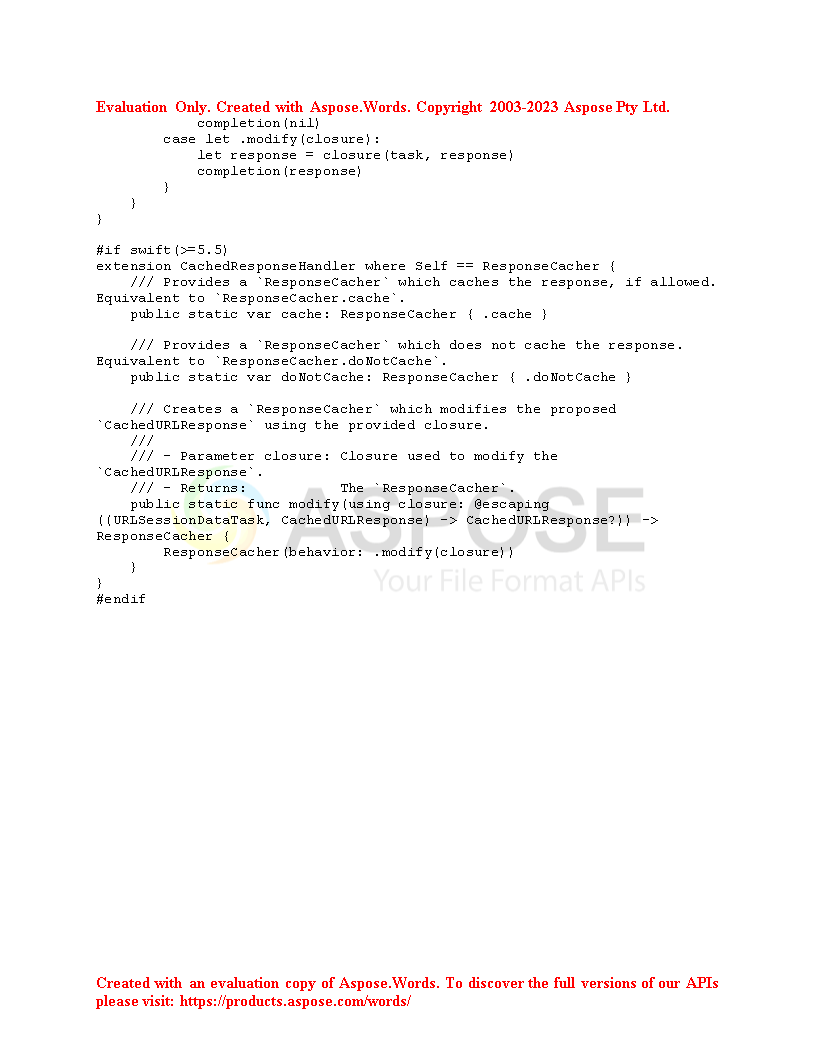 Evaluation Only. Created with Aspose.Words. Copyright 2003-2023 Aspose Pty Ltd.
            completion(nil)
        case let .modify(closure):
            let response = closure(task, response)
            completion(response)
        }
    }
}

#if swift(>=5.5)
extension CachedResponseHandler where Self == ResponseCacher {
    /// Provides a `ResponseCacher` which caches the response, if allowed.
Equivalent to `ResponseCacher.cache`.
    public static var cache: ResponseCacher { .cache }

    /// Provides a `ResponseCacher` which does not cache the response.
Equivalent to `ResponseCacher.doNotCache`.
    public static var doNotCache: ResponseCacher { .doNotCache }

    /// Creates a `ResponseCacher` which modifies the proposed
`CachedURLResponse` using the provided closure.
    ///
    /// - Parameter closure: Closure used to modify the
`CachedURLResponse`.
    /// - Returns:           The `ResponseCacher`.
    public static func modify(using closure: @escaping
((URLSessionDataTask, CachedURLResponse) -> CachedURLResponse?)) ->
ResponseCacher {
        ResponseCacher(behavior: .modify(closure))
    }
}
#endif
ASPOSE
Your File Format APIs
Created with an evaluation copy of Aspose.Words. To discover the full versions of our APIs
please visit: https://products.aspose.com/words/